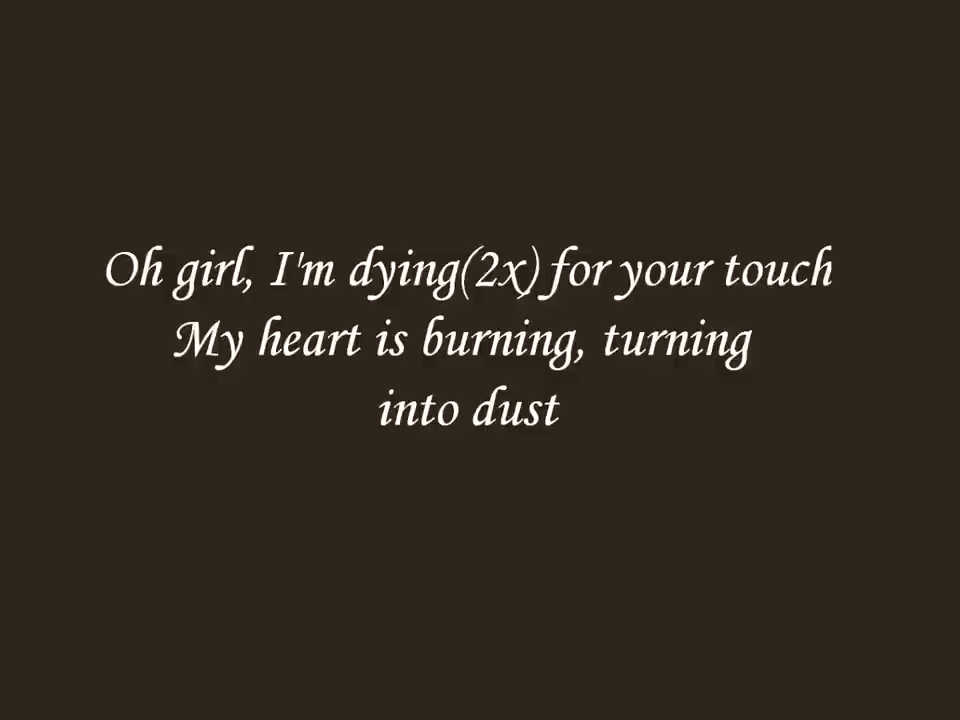 Oh girl, I'm dying(2x) for your touch
My heart is burning, turning
into dust